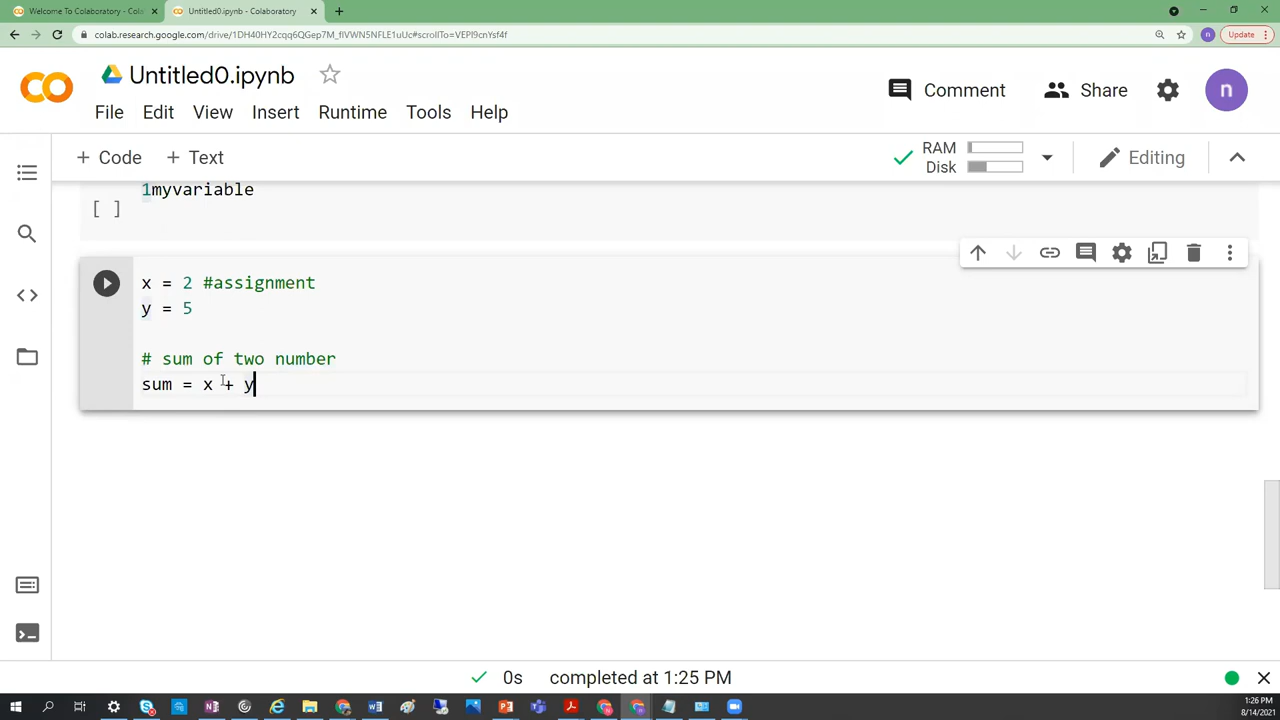 Welcome To Colaboratory - Cola
Untitled0.ipynb - Colaboratory
colab.research.google.com/drive/1DH40HY2cqq6QGep7M_fIVWN5NFLE1uUc#scrollTo=VEPl9cnYsf4f
n
Update
Untitled0.ipynb
Comment
Share
n
File Edit View Insert Runtime Tools Help
+ Code + Text
RAM
Disk
Editing
1myvariable
[ ]
x = 2 #assignment
y = 5
# sum of two number
sum = x + y
0s completed at 1:25 PM
1:26 PM
8/14/2021